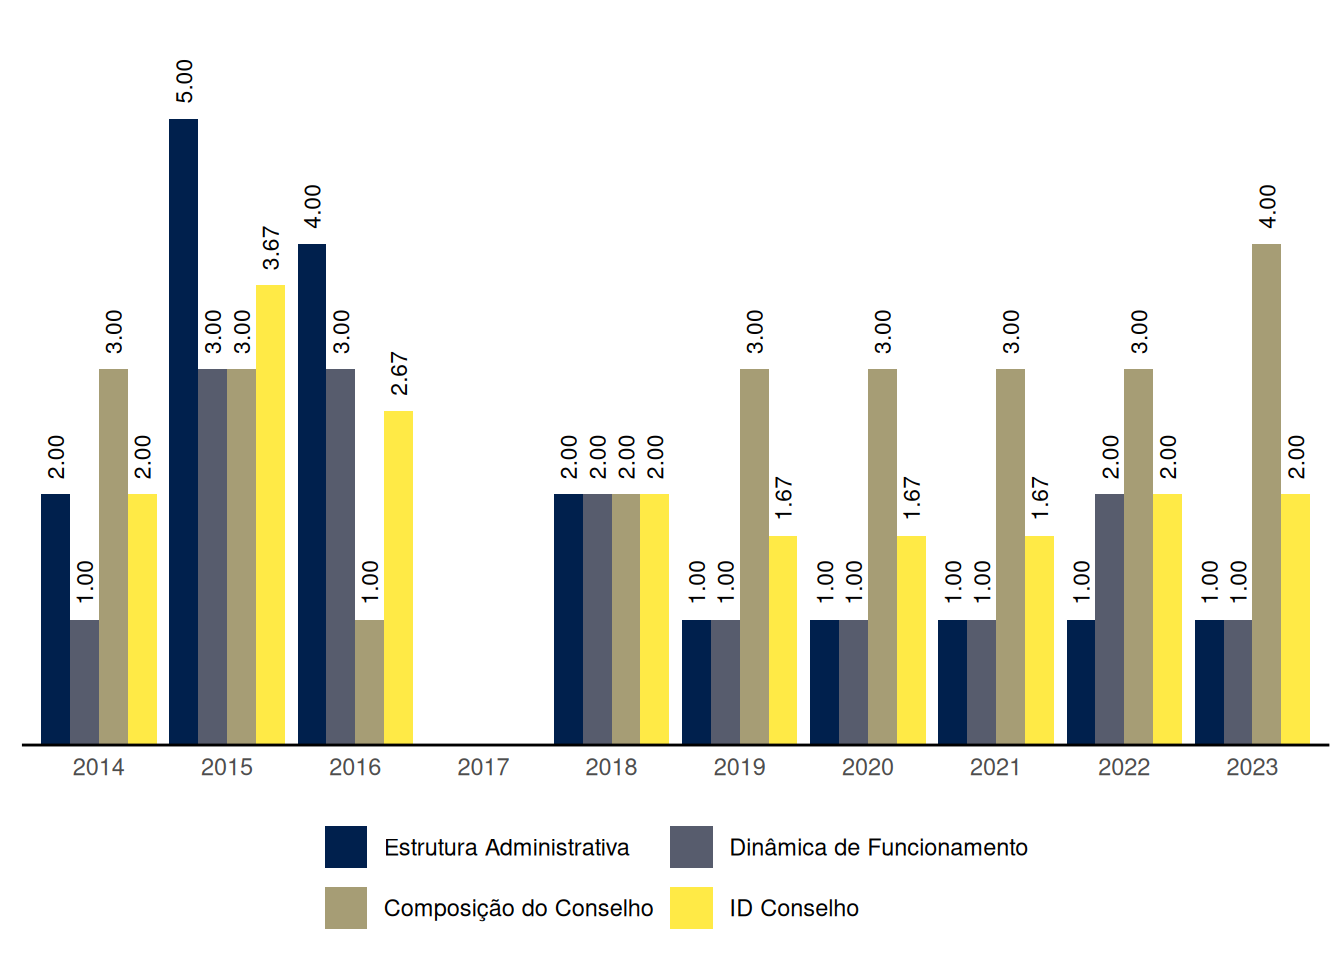 2.00 1.00 3.00 2.00
5.00 3.00 3.00 3.67
4.00 3.00 1.00 2.67
2.00 2.00 2.00 2.00
1.00 1.00 3.00 1.67
1.00 1.00 3.00 1.67
1.00 1.00 3.00 1.67
1.00 2.00 3.00 2.00
1.00 1.00 4.00 2.00
2014 2015 2016 2017 2018 2019 2020 2021 2022 2023
Estrutura Administrativa Dinâmica de Funcionamento
Composição do Conselho ID Conselho